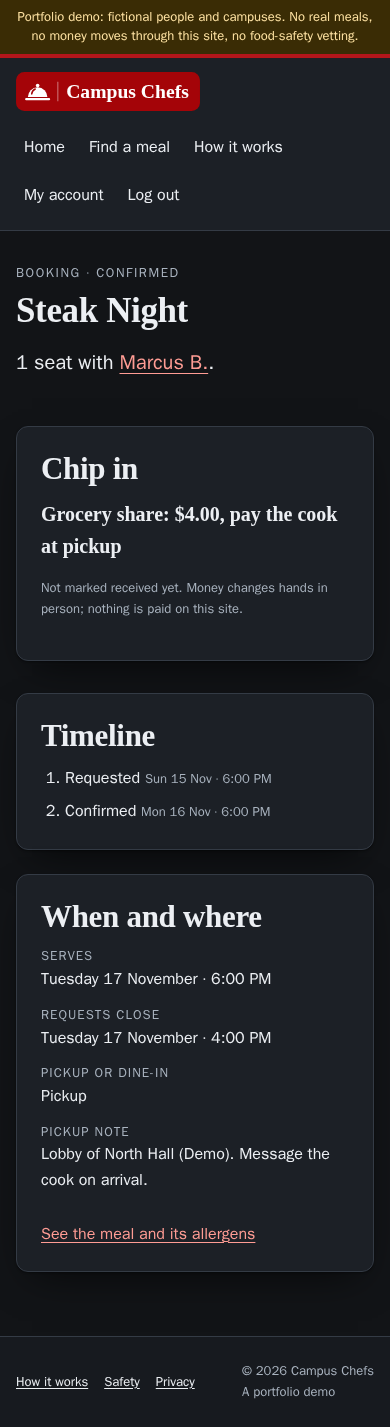 Portfolio demo: fictional people and campuses. No real meals,
no money moves through this site, no food-safety vetting.
Campus Chefs
Home Find a meal How it works
My account Log out
BOOKING · CONFIRMED
Steak Night
1 seat with Marcus B..
Chip in
Grocery share: $4.00, pay the cook
at pickup
Not marked received yet. Money changes hands in
person; nothing is paid on this site.
Timeline
1. Requested Sun 15 Nov · 6:00 PM
2. Confirmed Mon 16 Nov · 6:00 PM
When and where
SERVES
Tuesday 17 November · 6:00 PM
REQUESTS CLOSE
Tuesday 17 November · 4:00 PM
PICKUP OR DINE-IN
Pickup
PICKUP NOTE
Lobby of North Hall (Demo). Message the
cook on arrival.
See the meal and its allergens
How it works Safety Privacy
© 2026 Campus Chefs
A portfolio demo